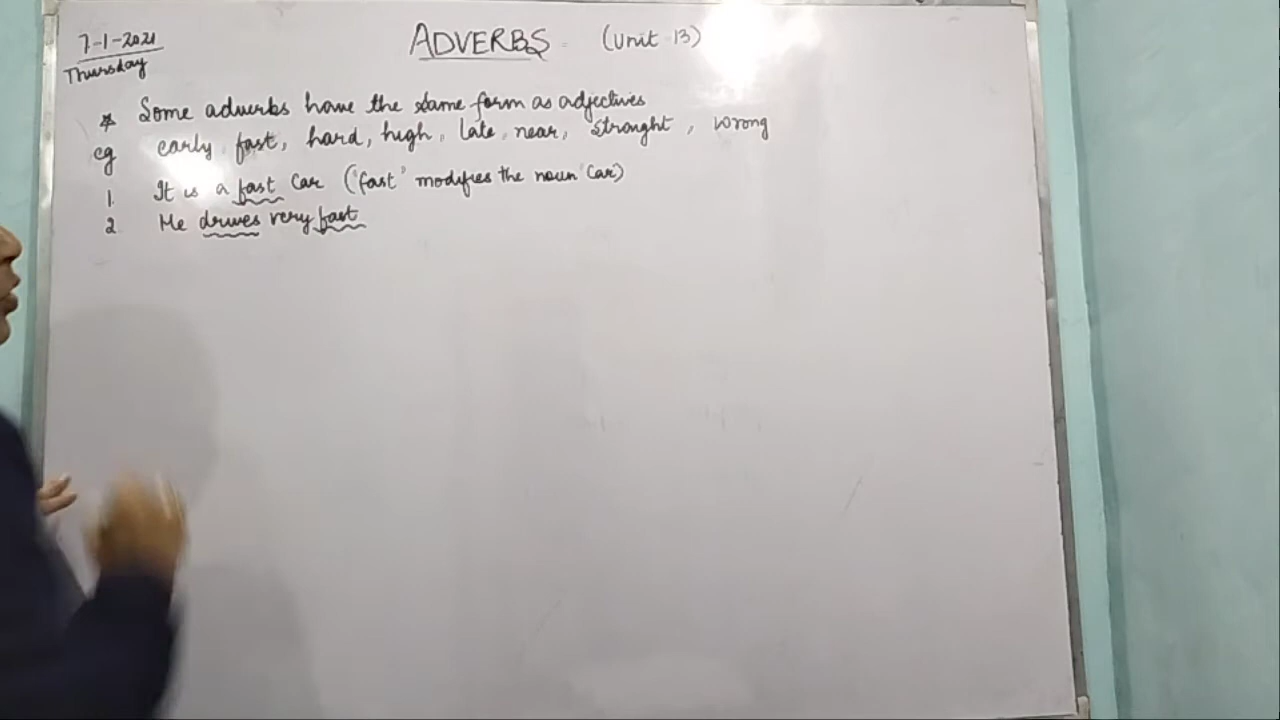 7-1-2021
Thursday
ADVERBS (Unit 13)
* Some adverbs have the same form as adjectives
eg early, fast, hard, high, late, near, straight, wrong
1. It is a fast car ("fast" modifies the noun 'car)
2. He drives very fast